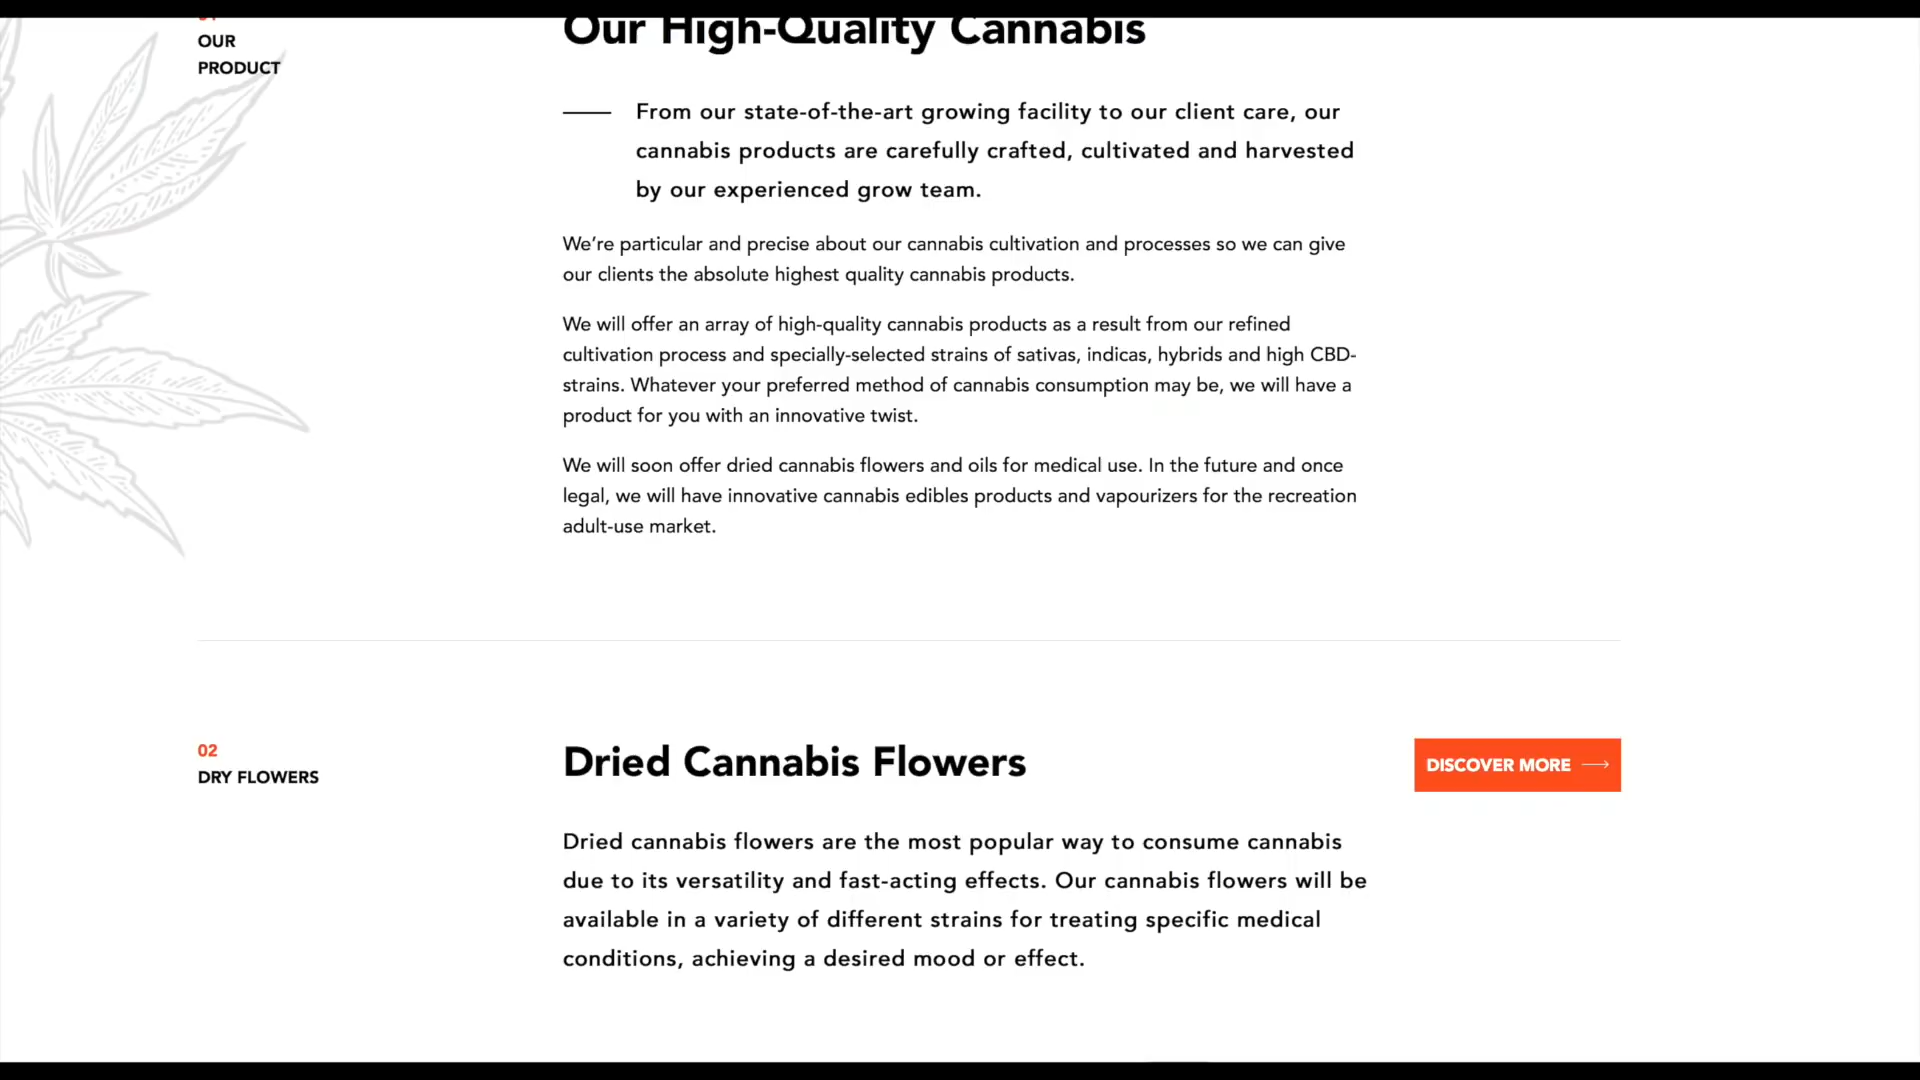 OUR
PRODUCT
Our High-Quality Cannabis
From our state-of-the-art growing facility to our client care, our
cannabis products are carefully crafted, cultivated and harvested
by our experienced grow team.
We’re particular and precise about our cannabis cultivation and processes so we can give
our clients the absolute highest quality cannabis products.
We will offer an array of high-quality cannabis products as a result from our refined
cultivation process and specially-selected strains of sativas, indicas, hybrids and high CBD-
strains. Whatever your preferred method of cannabis consumption may be, we will have a
product for you with an innovative twist.
We will soon offer dried cannabis flowers and oils for medical use. In the future and once
legal, we will have innovative cannabis edibles products and vapourizers for the recreation
adult-use market.
02
DRY FLOWERS
Dried Cannabis Flowers
DISCOVER MORE
Dried cannabis flowers are the most popular way to consume cannabis
due to its versatility and fast-acting effects. Our cannabis flowers will be
available in a variety of different strains for treating specific medical
conditions, achieving a desired mood or effect.